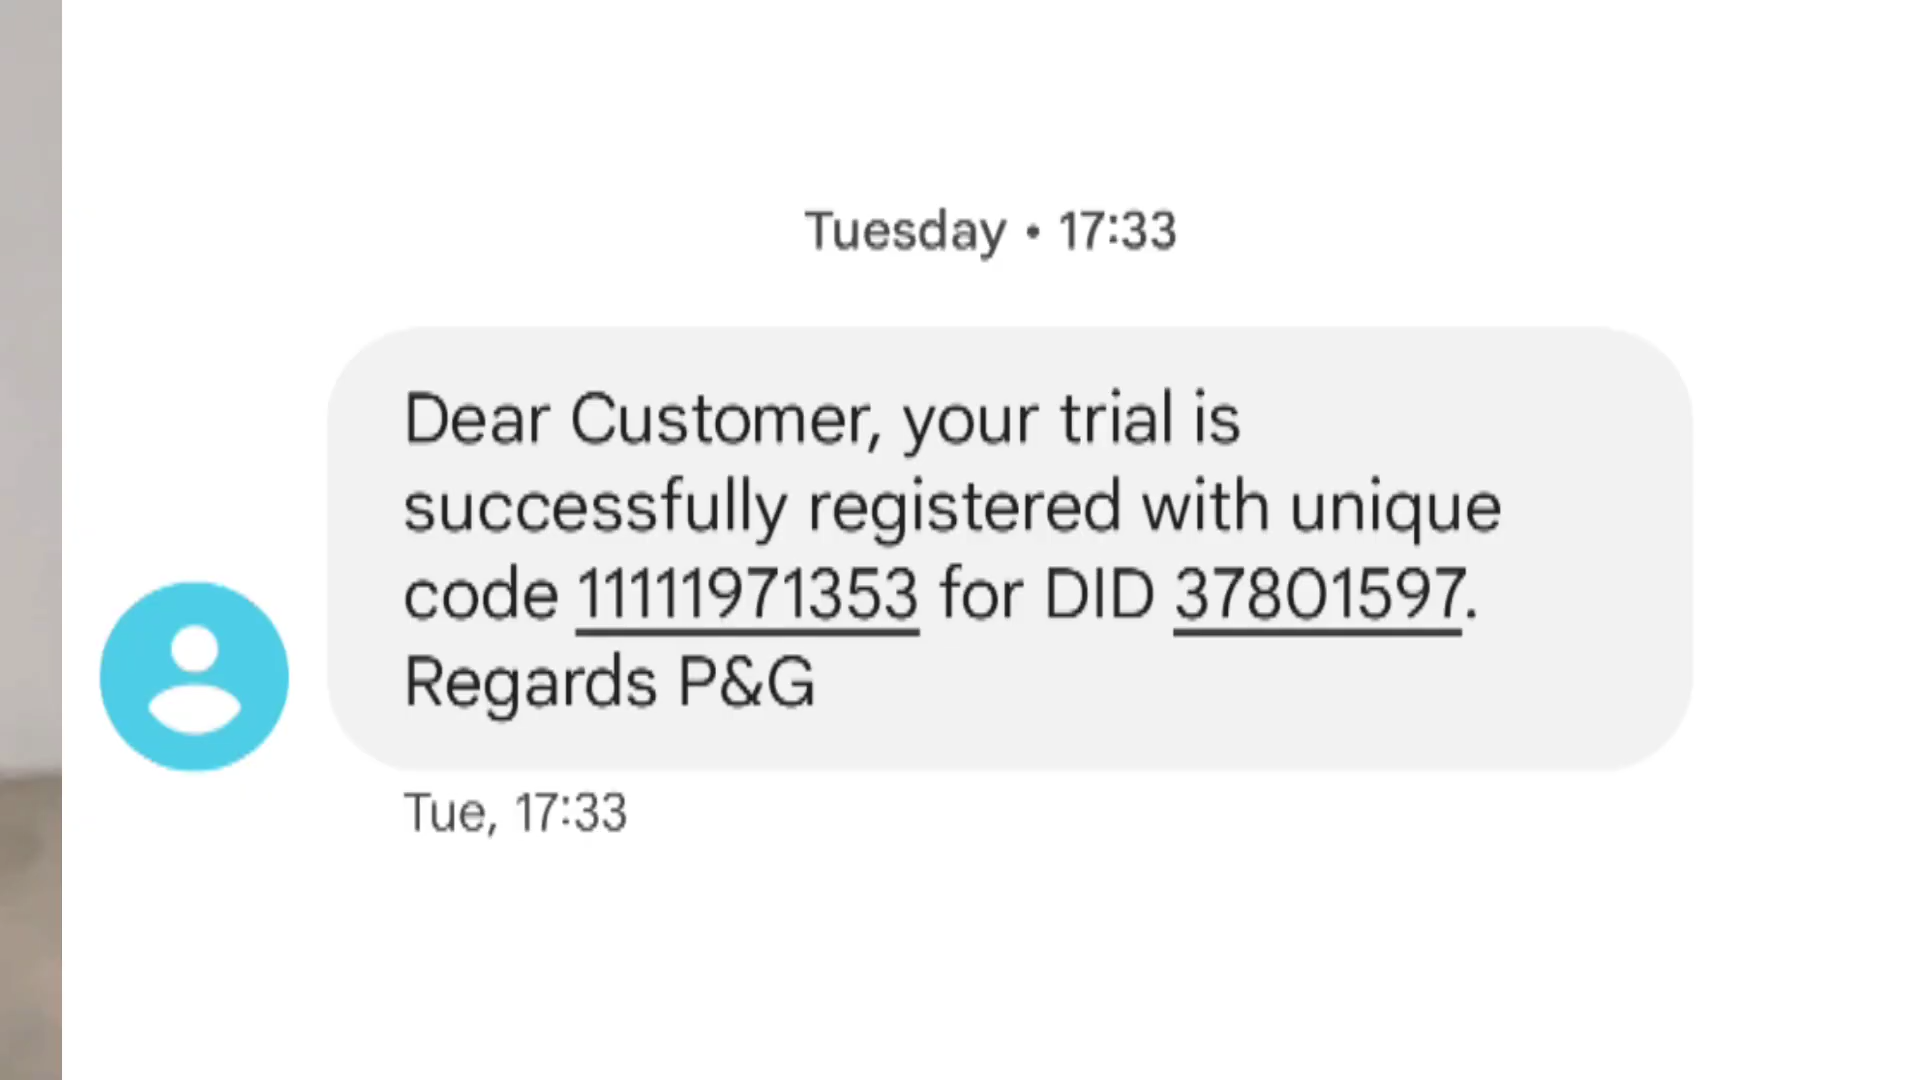 Tuesday • 17:33
Dear Customer, your trial is
successfully registered with unique
code 11111971353 for DID 37801597.
Regards P&G
Tue, 17:33